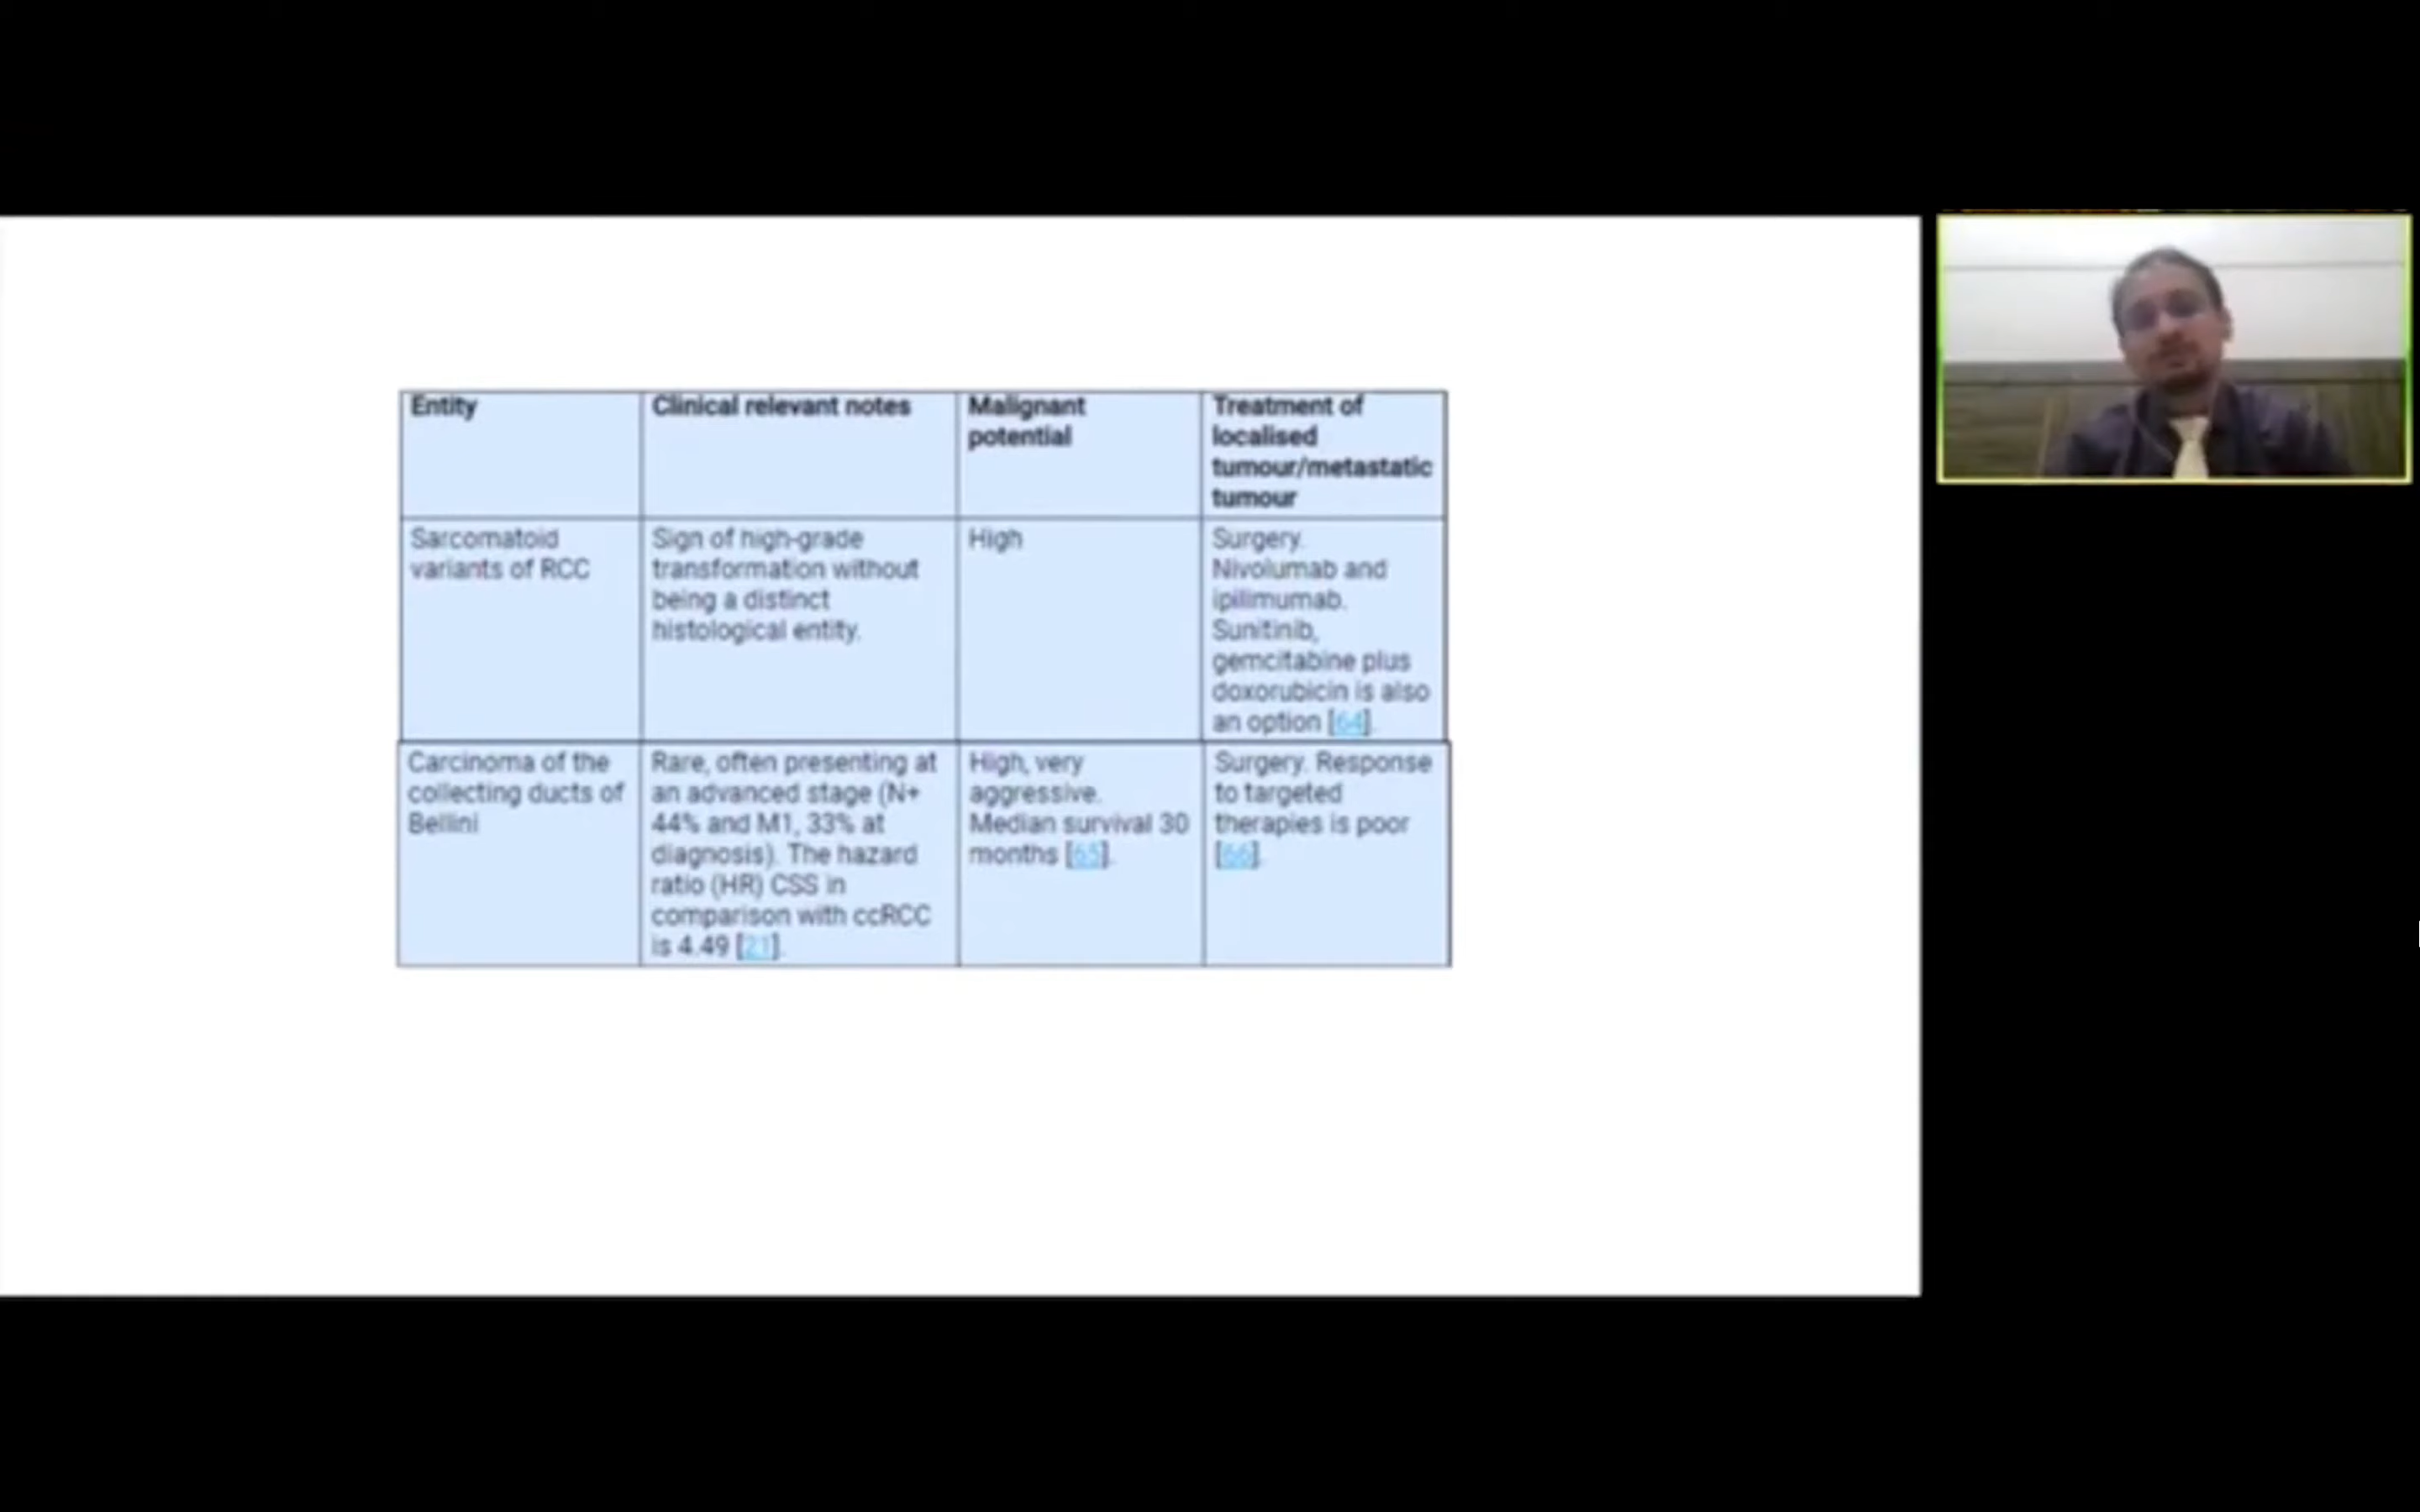 Entity
Clinical relevant notes
Malignant
potential
Treatment of
localised
tumour/metastatic
tumour
Sarcomatoid
variants of RCC
Sign of high-grade
transformation without
being a distinct
histological entity.
High
Surgery.
Nivolumab and
ipilimumab.
Sunitinib,
gemcitabine plus
doxorubicin is also
an option [64].
Carcinoma of the
collecting ducts of
Bellini
Rare, often presenting at
an advanced stage (N+
44% and M1, 33% at
diagnosis). The hazard
ratio (HR) CSS in
comparison with ccRCC
is 4.49 [21].
High, very
aggressive.
Median survival 30
months [65].
Surgery. Response
to targeted
therapies is poor
[66].